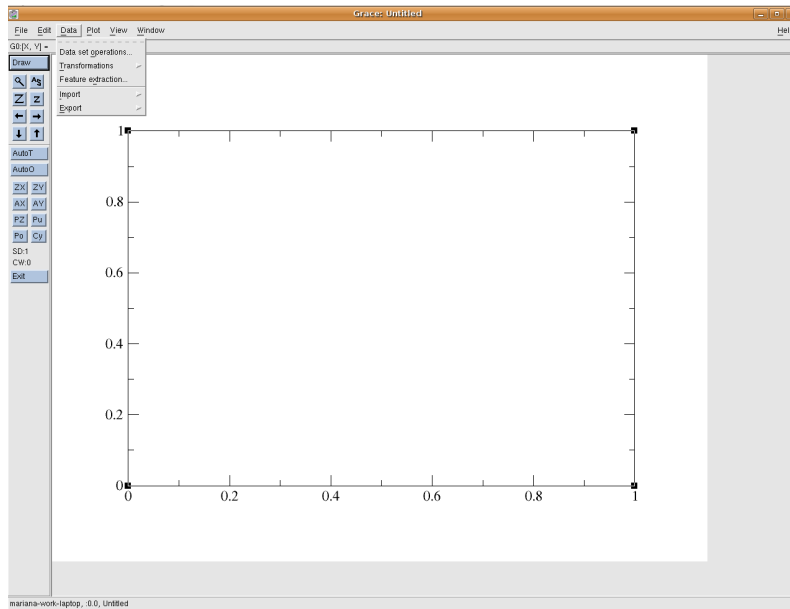 Grace: Untitled
File Edit Data Plot View Window
Hel
G0:[X, Y] =
Data set operations...
Transformations
Feature extraction...
Import
Export
Draw
AS
Z z
AutoT
AutoO
ZX ZY
AX AY
PZ Pu
Po Cy
SD:1
CW:0
Exit
1
0.8
0.6
0.4
0.2
0
0 0.2 0.4 0.6 0.8 1
mariana-work-laptop, :0.0, Untitled